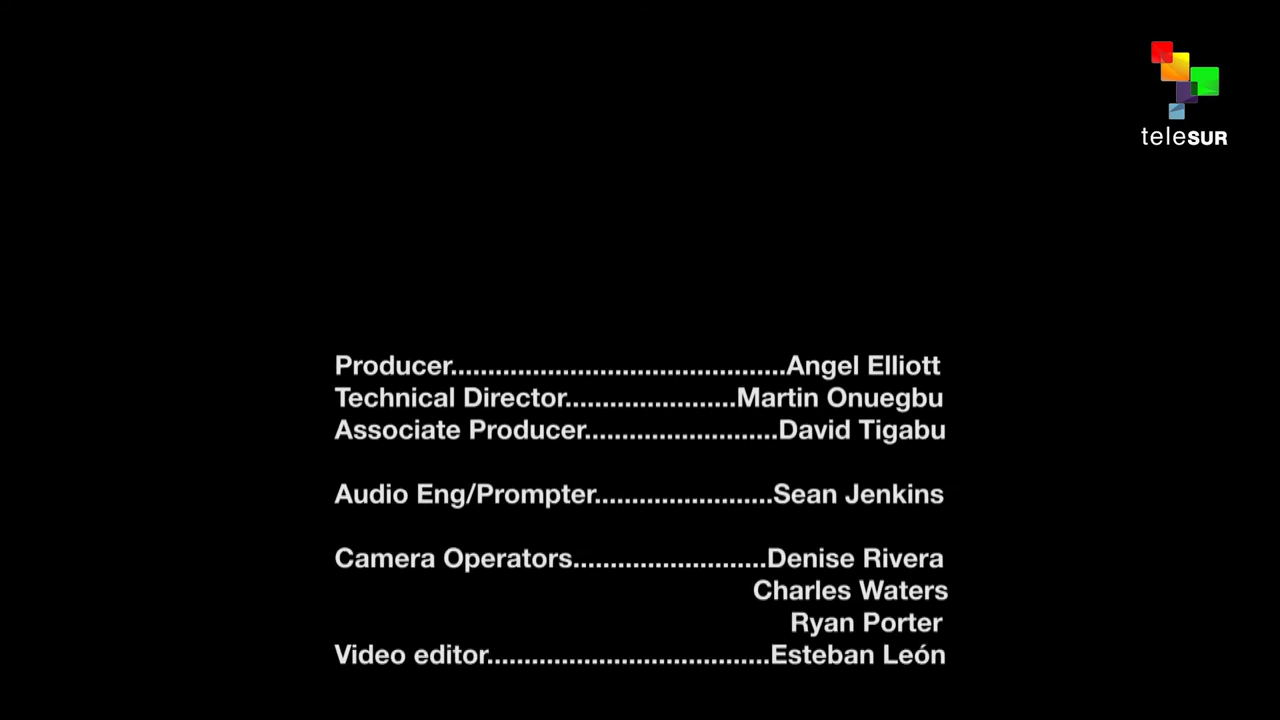 telesUR
Producer.............................................Angel Elliott
Technical Director.......................Martin Onuegbu
Associate Producer..........................David Tigabu
Audio Eng/Prompter........................Sean Jenkins
Camera Operators..........................Denise Rivera
Charles Waters
Ryan Porter
Video editor......................................Esteban León